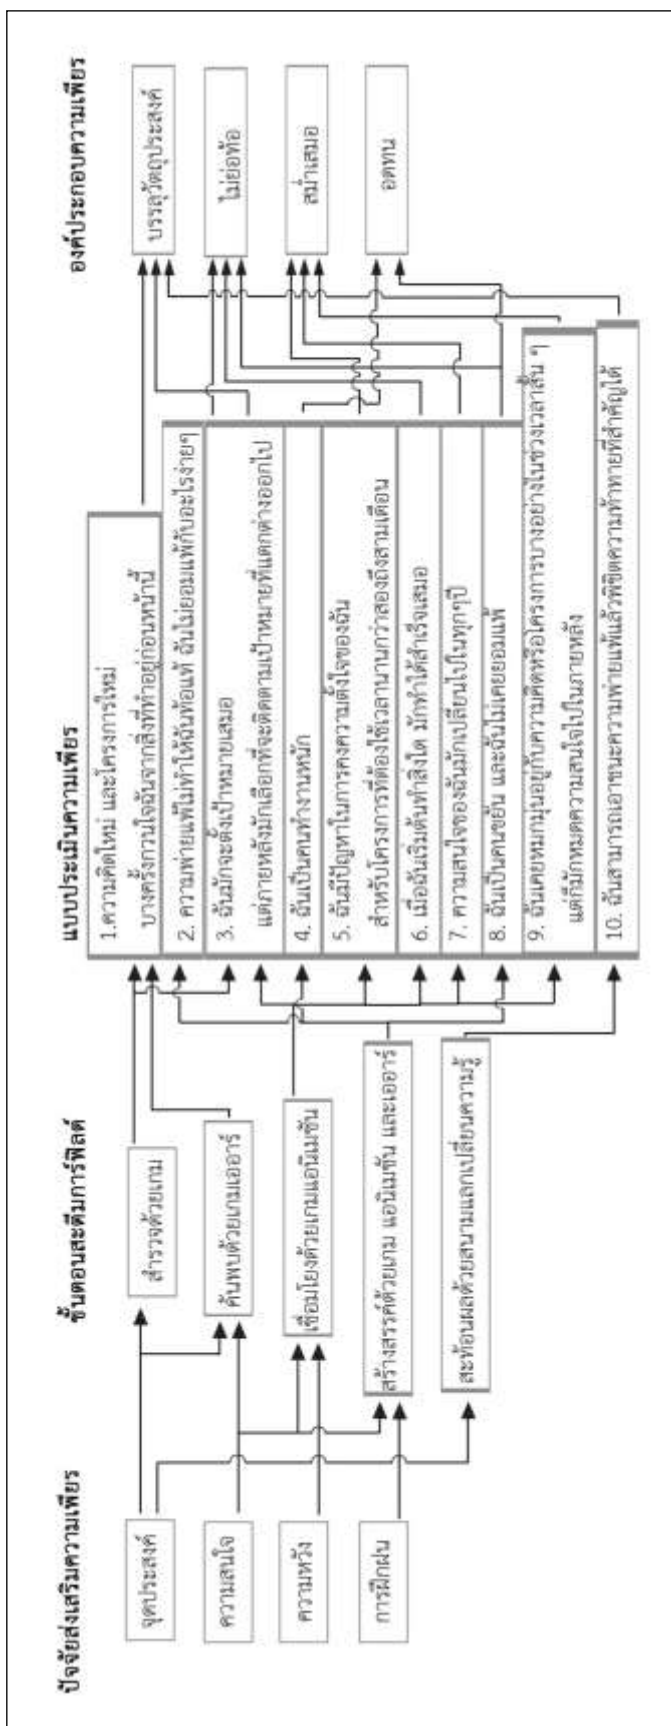 ปัจจัยส่งเสริมความเพียร
จุดประสงค์
ความสนใจ
ความหวัง
การฝึกฝน
ขั้นตอนสะตีมการ์ฟิลด์
สำรวจด้วยเกม
ค้นพบด้วยเกมเออาร์
เชื่อมโยงด้วยเกมแอนิเมชัน
สร้างสรรค์ด้วยเกม แอนิเมชัน และเออาร์
สะท้อนผลด้วยสนามแลกเปลี่ยนความรู้
แบบประเมินความเพียร
1.ความคิดใหม่ และโครงการใหม่
บางครั้งกวนใจฉันจากสิ่งที่ทำอยู่ก่อนหน้านี้
2. ความพ่ายแพ้ไม่ทำให้ฉันท้อแท้ ฉันไม่ยอมแพ้กับอะไรง่ายๆ
3. ฉันมักจะตั้งเป้าหมายเสมอ
แต่ภายหลังมักเลือกที่จะติดตามเป้าหมายที่แตกต่างออกไป
4. ฉันเป็นคนทำงานหนัก
5. ฉันมีปัญหาในการคงความตั้งใจของฉัน
สำหรับโครงการที่ต้องใช้เวลานานกว่าสองถึงสามเดือน
6. เมื่อฉันเริ่มต้นทำสิ่งใด มักทำได้สำเร็จเสมอ
7. ความสนใจของฉันมักเปลี่ยนไปในทุกๆปี
8. ฉันเป็นคนขยัน และฉันไม่เคยยอมแพ้
9. ฉันเคยหมกมุ่นอยู่กับความคิดหรือโครงการบางอย่างในช่วงเวลาสั้น ๆ
แต่ก็มักหมดความสนใจไปในภายหลัง
10. ฉันสามารถเอาชนะความพ่ายแพ้แล้วพิชิตความท้าทายที่สำคัญได้
องค์ประกอบความเพียร
บรรลุวัตถุประสงค์
ไม่ย่อท้อ
สม่ำเสมอ
อดทน